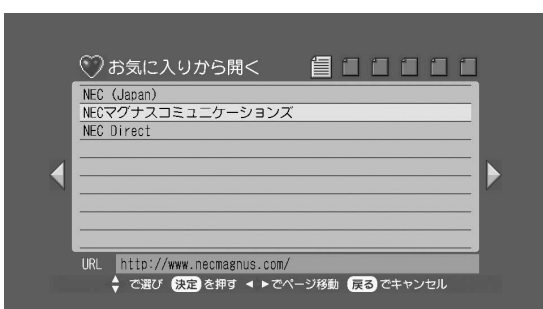 お気に入りから開く
NEC (Japan)
NECマグナスコミュニケーションズ
NEC Direct
URL http://www.necmagnus.com/
で選び 決定 を押す ◀ ▶ でページ移動 戻る でキャンセル